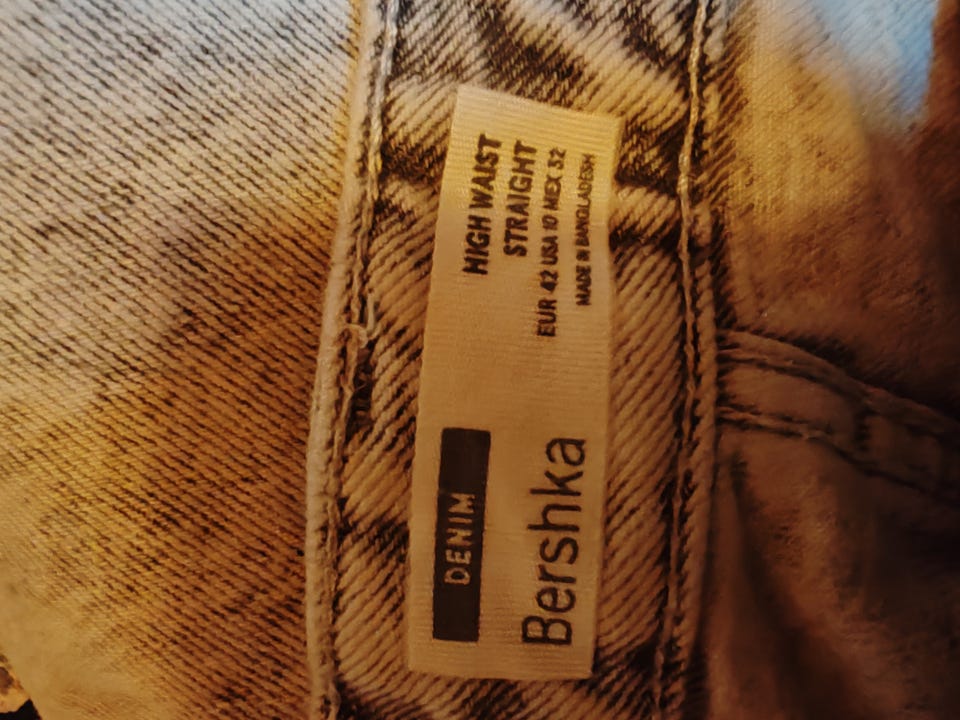 DENIM
Bershka
HIGH WAIST
STRAIGHT
EUR 42 USA 10 MEX 32
MADE IN BANGLADESH